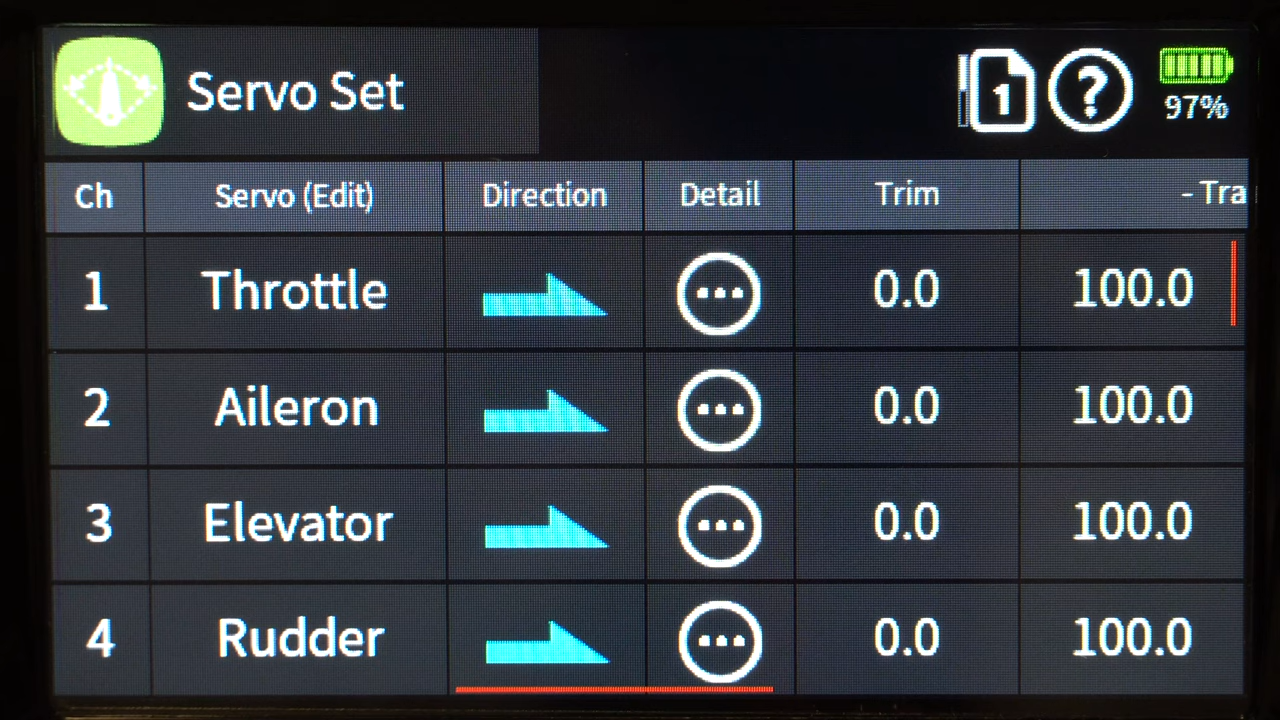 Servo Set 1 ? 97%
Ch Servo (Edit) Direction Detail Trim - Tra
1 Throttle 0.0 100.0
2 Aileron 0.0 100.0
3 Elevator 0.0 100.0
4 Rudder 0.0 100.0